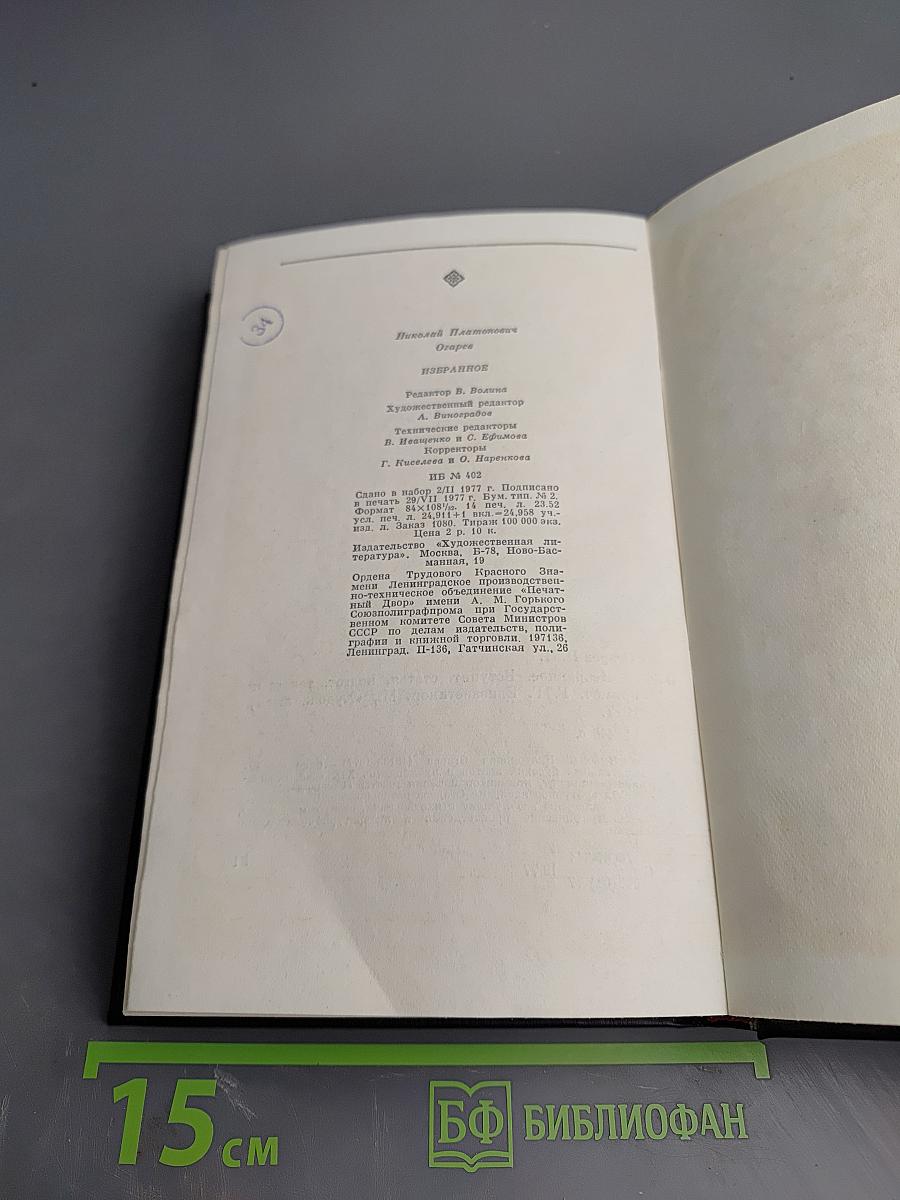 34
Николай Платонович
Огарев
ИЗБРАННОЕ
Редактор В. Волина
Художественный редактор
А. Виноградов
Технические редакторы
В. Иващенко и С. Ефимова
Корректоры
Г. Киселева и О. Наренкова
ИБ № 402
Сдано в набор 2/II 1977 г. Подписано
в печать 29/VII 1977 г. Бум. тип. № 2.
Формат 84×108¹/₃₂. 14 печ. л. 23.52
усл. печ. л. 24,911+1 вкл.=24,958 уч.-
изд. л. Заказ 1080. Тираж 100 000 экз.
Цена 2 р. 10 к.
Издательство «Художественная ли-
тература». Москва, Б-78, Ново-Бас-
манная, 19
Ордена Трудового Красного Зна-
мени Ленинградское производствен-
но-техническое объединение «Печат-
ный Двор» имени А. М. Горького
Союзполиграфпрома при Государст-
венном комитете Совета Министров
СССР по делам издательств, поли-
графии и книжной торговли. 197136,
Ленинград. П-136, Гатчинская ул., 26
15 см
БФ БИБЛИОФАН